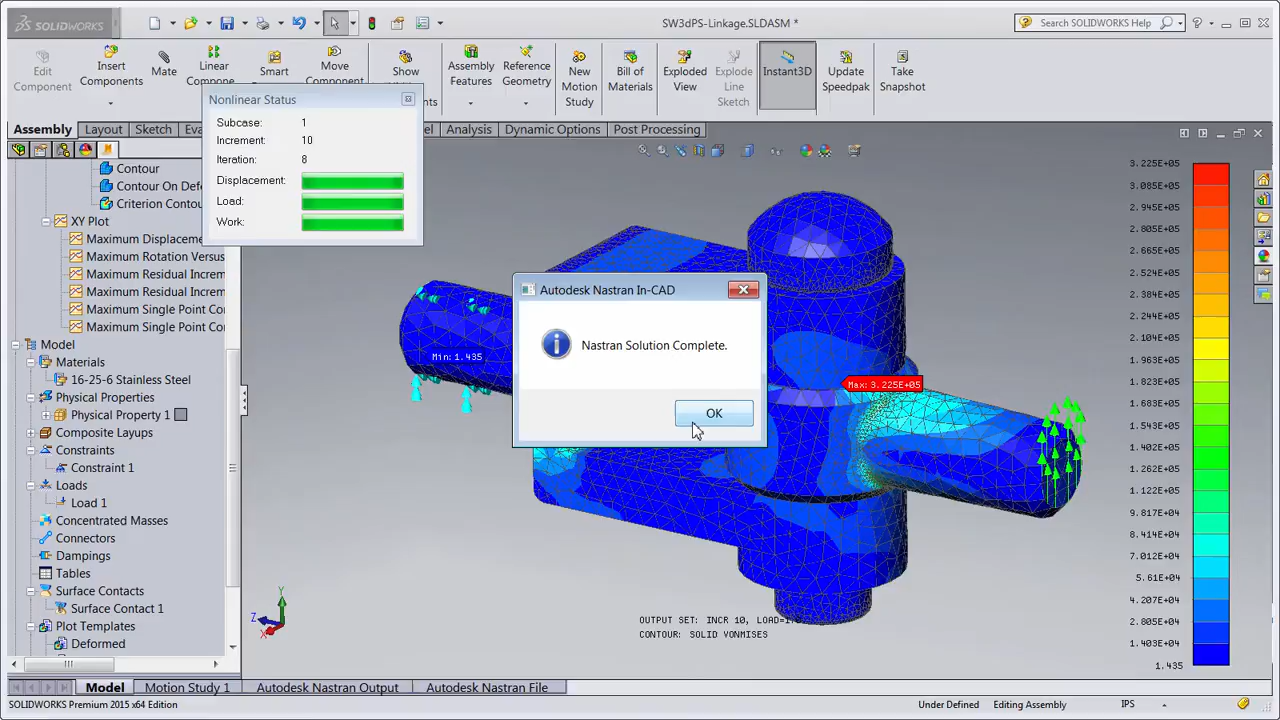 SOLIDWORKS
SW3dPS-Linkage.SLDASM *
Search SOLIDWORKS Help
Edit Component
Insert Components
Mate
Linear Compone
Smart
Move Component
Show
nts
Assembly Features
Reference Geometry
New Motion Study
Bill of Materials
Exploded View
Explode Line Sketch
Instant3D
Update Speedpak
Take Snapshot
Assembly
Layout
Sketch
Eva
el
Analysis
Dynamic Options
Post Processing
Nonlinear Status
Subcase: 1
Increment: 10
Iteration: 8
Displacement:
Load:
Work:
Contour
Contour On Defo
Criterion Contou
XY Plot
Maximum Displaceme
Maximum Rotation Versus
Maximum Residual Increm
Maximum Residual Increm
Maximum Single Point Co
Maximum Single Point Co
Model
Materials
16-25-6 Stainless Steel
Physical Properties
Physical Property 1
Composite Layups
Constraints
Constraint 1
Loads
Load 1
Concentrated Masses
Connectors
Dampings
Tables
Surface Contacts
Surface Contact 1
Plot Templates
Deformed
Autodesk Nastran In-CAD
Nastran Solution Complete.
OK
Min: 1.435
Max: 3.225E+05
3.225E+05
3.085E+05
2.945E+05
2.805E+05
2.665E+05
2.524E+05
2.384E+05
2.244E+05
2.104E+05
1.963E+05
1.823E+05
1.683E+05
1.543E+05
1.402E+05
1.262E+05
1.122E+05
9.817E+04
8.414E+04
7.012E+04
5.61E+04
4.207E+04
2.805E+04
1.403E+04
1.435
Y
Z
X
OUTPUT SET: INCR 10, LOAD=1.
CONTOUR: SOLID VONMISES
Model
Motion Study 1
Autodesk Nastran Output
Autodesk Nastran File
SOLIDWORKS Premium 2015 x64 Edition
Under Defined
Editing Assembly
IPS